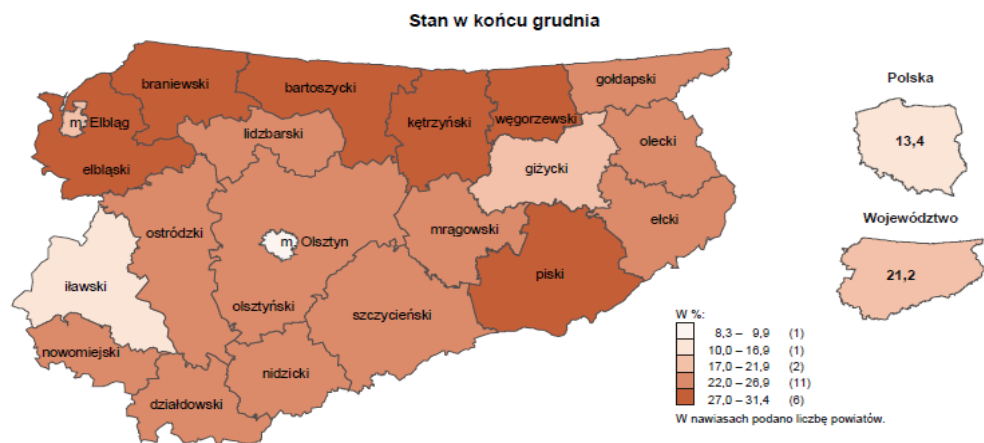 Stan w końcu grudnia
gołdapski
Polska
braniewski
bartoszycki
węgorzewski
kętrzyński
m. Elbląg
lidzbarski
olecki
13,4
elbląski
giżycki
ełcki
Województwo
ostródzki
m. Olsztyn
mrągowski
piski
21,2
iławski
olsztyński
szczycieński
nowomiejski
nidzicki
działdowski
W %:
8,3 – 9,9 (1)
10,0 – 16,9 (1)
17,0 – 21,9 (2)
22,0 – 26,9 (11)
27,0 – 31,4 (6)
W nawiasach podano liczbę powiatów.